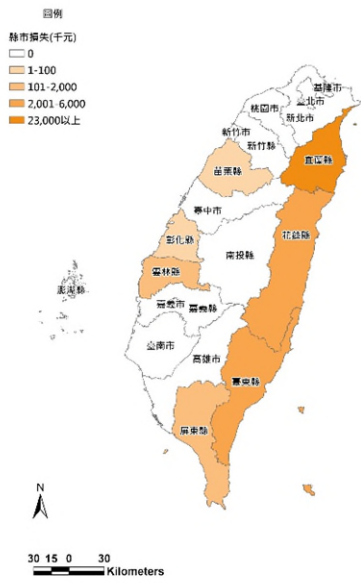 圖例
縣市損失(千元)
0
1-100
101-2,000
2,001-6,000
23,000以上
基隆市
臺北市
桃園市
新北市
新竹市
新竹縣
宜蘭縣
苗栗縣
臺中市
彰化縣
花蓮縣
南投縣
雲林縣
澎湖縣
嘉義市
嘉義縣
臺南市
高雄市
臺東縣
屏東縣
N
30 15 0 30
Kilometers